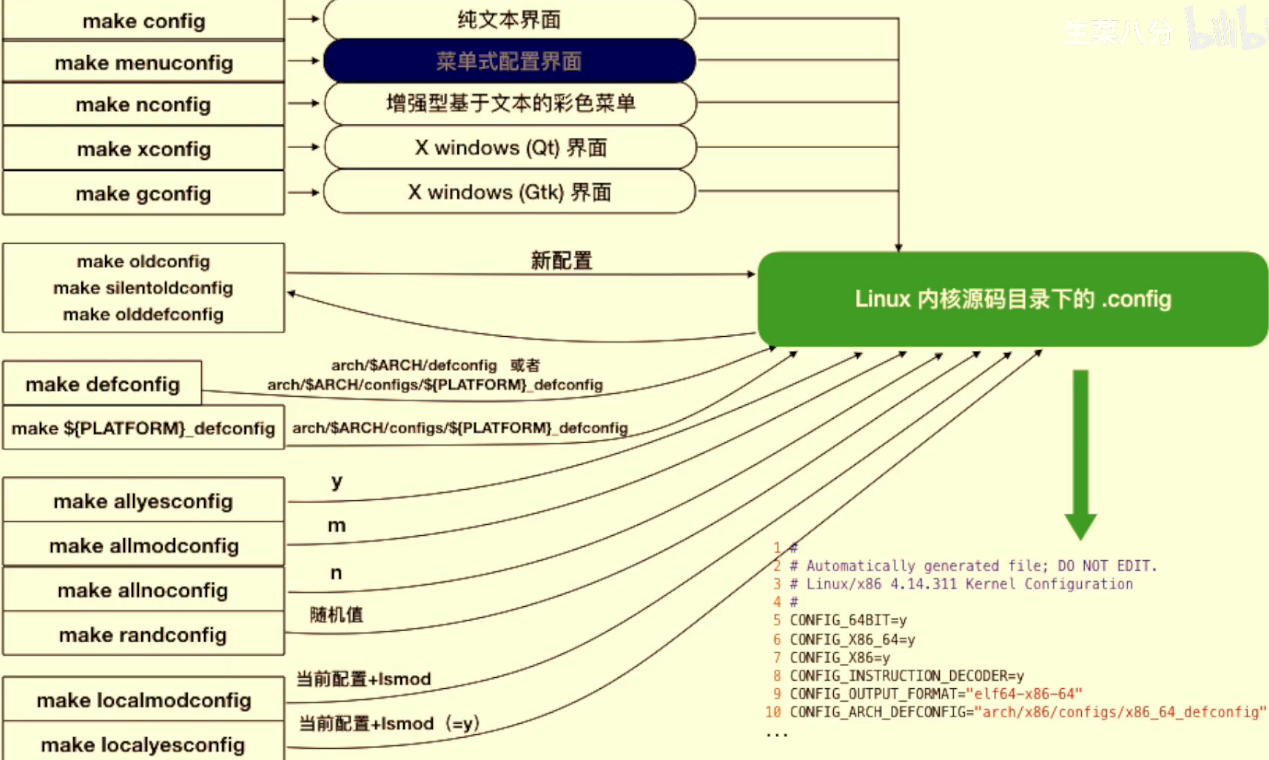 make config
纯文本界面
生菜八分 bilibili
make menuconfig
菜单式配置界面
make nconfig
增强型基于文本的彩色菜单
make xconfig
X windows (Qt) 界面
make gconfig
X windows (Gtk) 界面
make oldconfig
make silentoldconfig
make olddefconfig
新配置
Linux 内核源码目录下的 .config
make defconfig
arch/$ARCH/defconfig 或者
arch/$ARCH/configs/${PLATFORM}_defconfig
make ${PLATFORM}_defconfig
arch/$ARCH/configs/${PLATFORM}_defconfig
make allyesconfig
y
make allmodconfig
m
make allnoconfig
n
make randconfig
随机值
make localmodconfig
当前配置+lsmod
make localyesconfig
当前配置+lsmod（=y）
1 #
2 # Automatically generated file; DO NOT EDIT.
3 # Linux/x86 4.14.311 Kernel Configuration
4 #
5 CONFIG_64BIT=y
6 CONFIG_X86_64=y
7 CONFIG_X86=y
8 CONFIG_INSTRUCTION_DECODER=y
9 CONFIG_OUTPUT_FORMAT="elf64-x86-64"
10 CONFIG_ARCH_DEFCONFIG="arch/x86/configs/x86_64_defconfig"
...